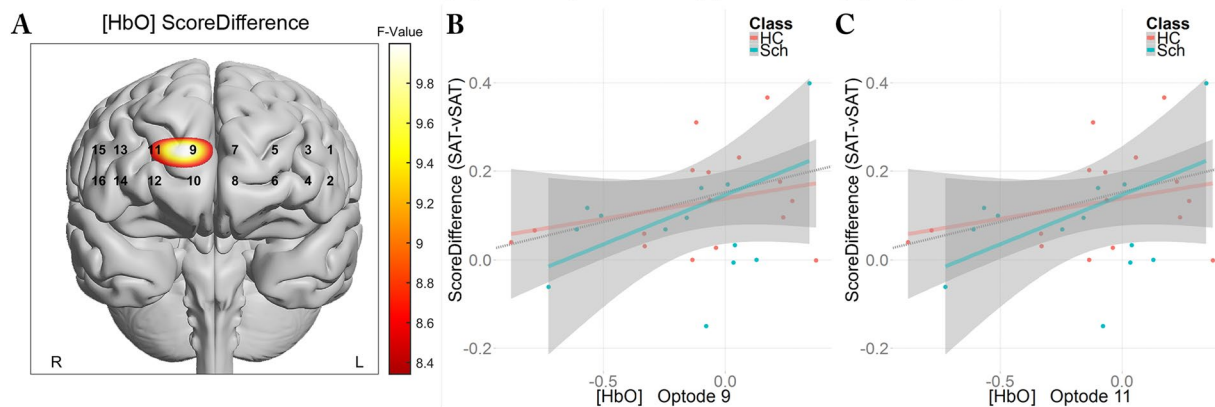 A
[HbO] ScoreDifference
F-Value
9.8
9.6
9.4
9.2
9
8.8
8.6
8.4
15 13 11 9 7 5 3 1
16 14 12 10 8 6 4 2
R L
B
Class
HC
Sch
ScoreDifference (SAT-vSAT)
0.4
0.2
0.0
-0.2
-0.5 0.0
[HbO] Optode 9
C
Class
HC
Sch
ScoreDifference (SAT-vSAT)
0.4
0.2
0.0
-0.2
-0.5 0.0
[HbO] Optode 11